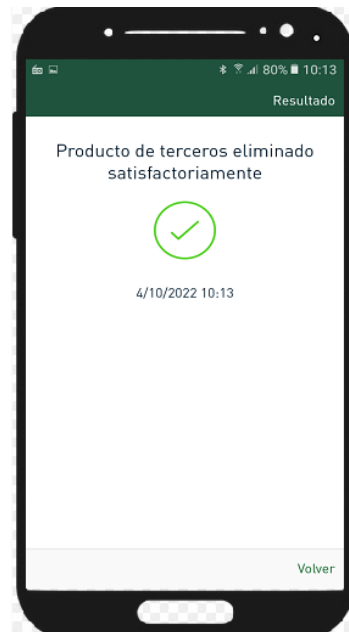 80% 10:13
Resultado
Producto de terceros eliminado
satisfactoriamente
4/10/2022 10:13
Volver